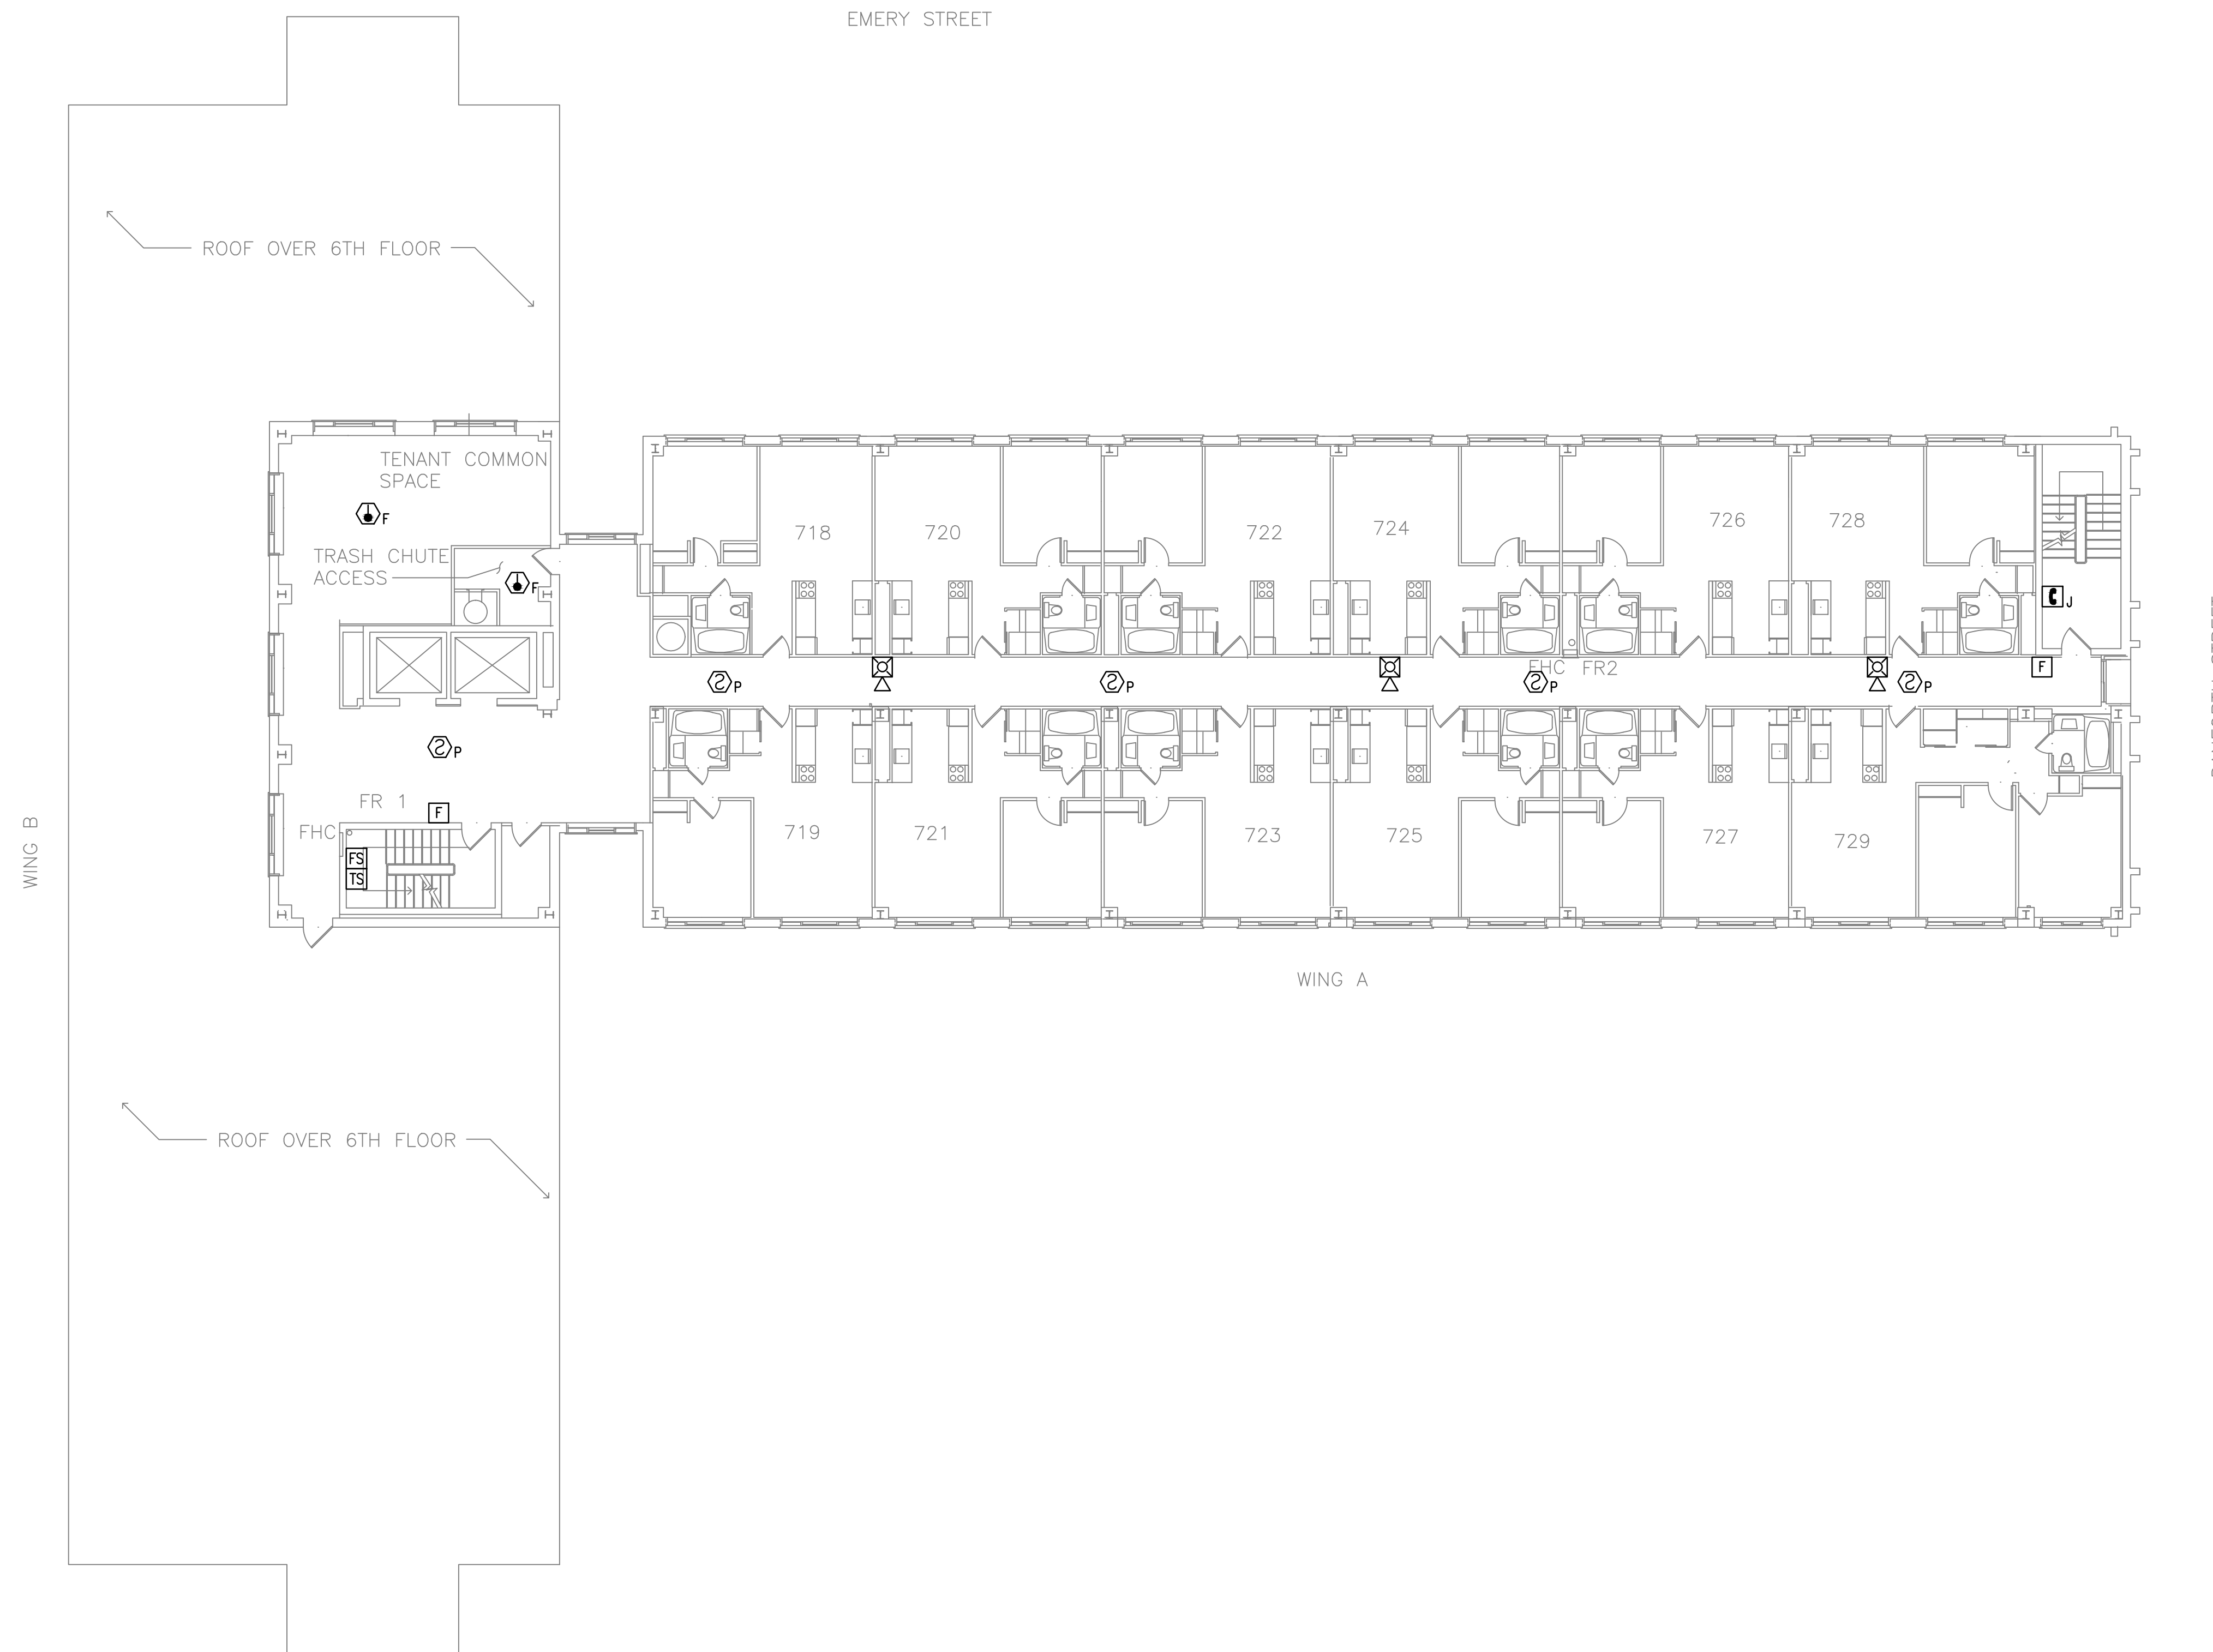 EMERY STREET
ROOF OVER 6TH FLOOR
TENANT COMMON
SPACE
F
TRASH CHUTE
ACCESS
F
718
720
722
724
726
728
J
FHC FR2
F
P
P
P
P
P
FR 1
F
FHC
FS
TS
719
721
723
725
727
729
WING B
WING A
ROOF OVER 6TH FLOOR